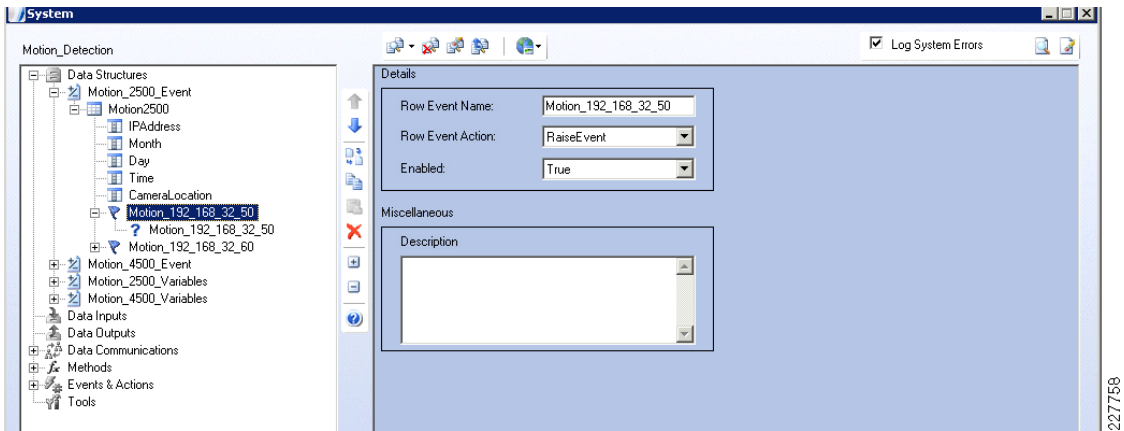 System
Motion_Detection
Log System Errors
Data Structures
Motion_2500_Event
Motion2500
IPAddress
Month
Day
Time
CameraLocation
Motion_192_168_32_50
? Motion_192_168_32_50
Motion_192_168_32_60
Motion_4500_Event
Motion_2500_Variables
Motion_4500_Variables
Data Inputs
Data Outputs
Data Communications
fx Methods
Events & Actions
Tools
Details
Row Event Name: Motion_192_168_32_50
Row Event Action: RaiseEvent
Enabled: True
Miscellaneous
Description
227758